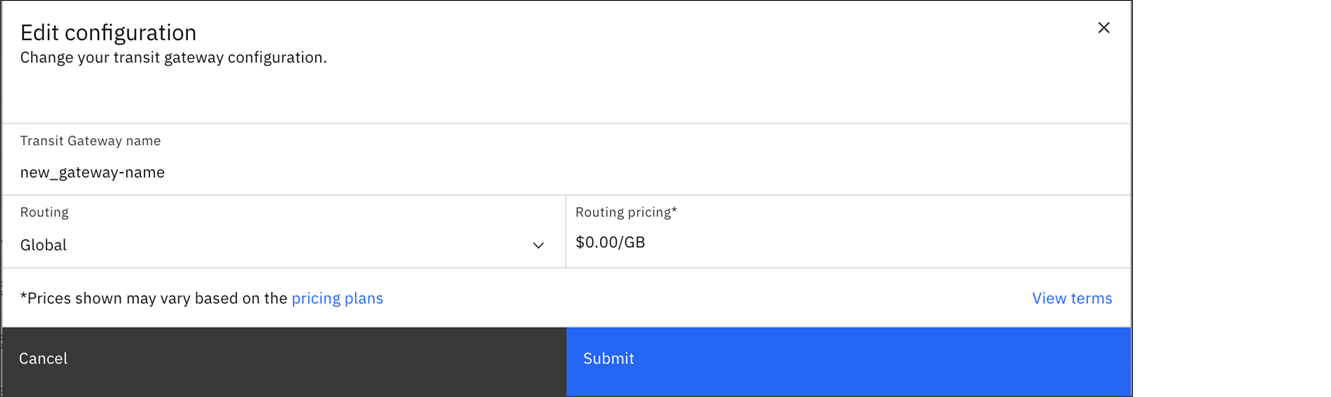 Edit configuration
Change your transit gateway configuration.
Transit Gateway name
new_gateway-name
Routing
Routing pricing*
Global
$0.00/GB
*Prices shown may vary based on the pricing plans
View terms
Cancel
Submit